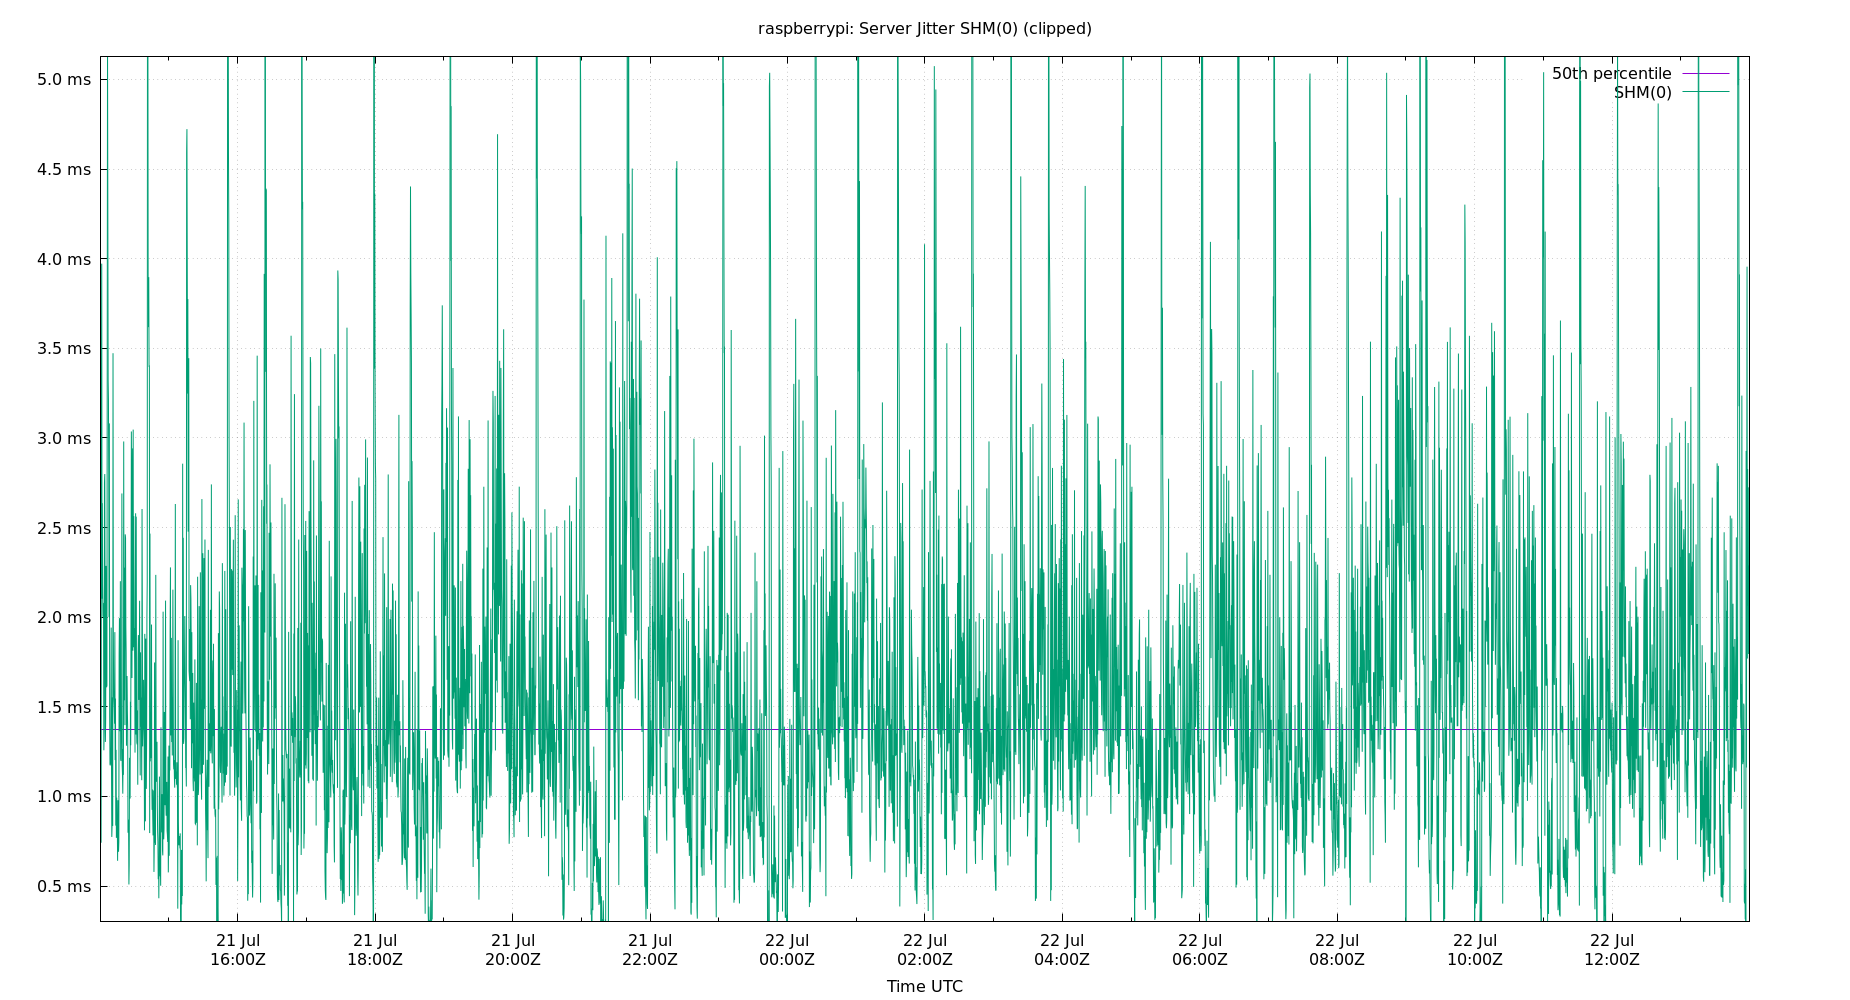 raspberrypi: Server Jitter SHM(0) (clipped)
5.0 ms
4.5 ms
4.0 ms
3.5 ms
3.0 ms
2.5 ms
2.0 ms
1.5 ms
1.0 ms
0.5 ms
50th percentile
SHM(0)
21 Jul
16:00Z
21 Jul
18:00Z
21 Jul
20:00Z
21 Jul
22:00Z
22 Jul
00:00Z
22 Jul
02:00Z
22 Jul
04:00Z
22 Jul
06:00Z
22 Jul
08:00Z
22 Jul
10:00Z
22 Jul
12:00Z
Time UTC